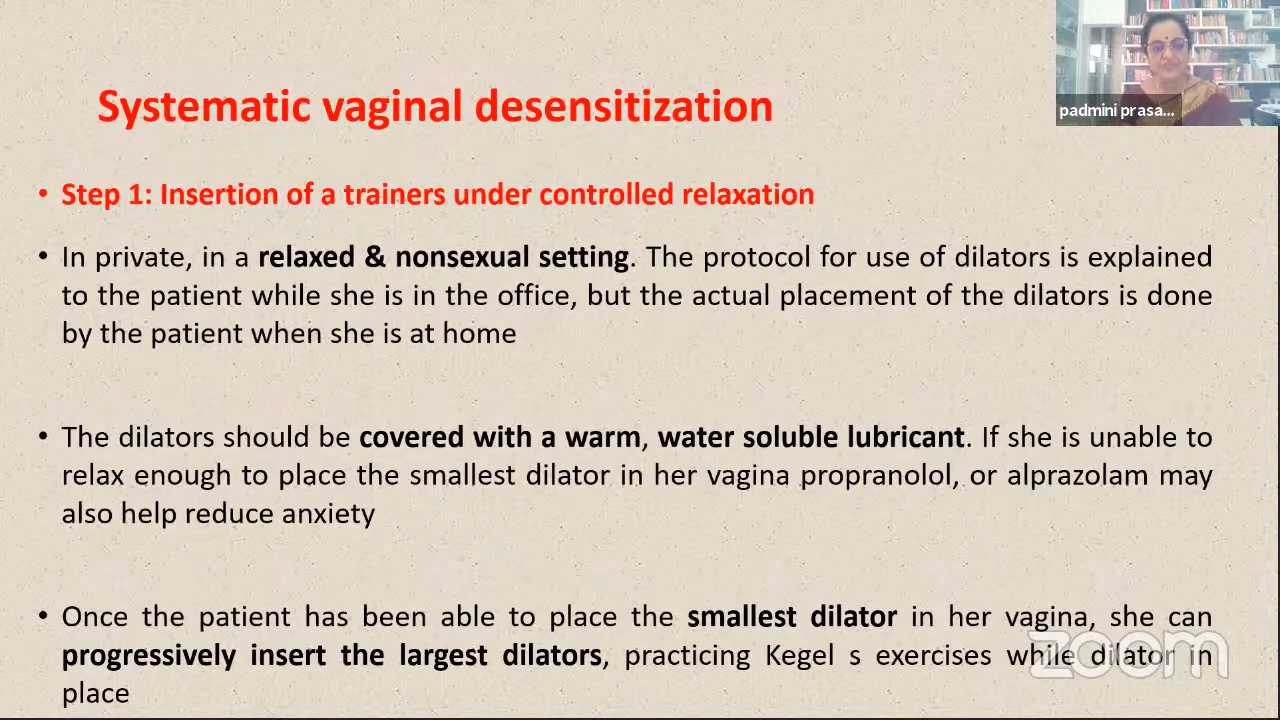 Systematic vaginal desensitization
padmini prasa...
• Step 1: Insertion of a trainers under controlled relaxation
• In private, in a relaxed & nonsexual setting. The protocol for use of dilators is explained
to the patient while she is in the office, but the actual placement of the dilators is done
by the patient when she is at home
• The dilators should be covered with a warm, water soluble lubricant. If she is unable to
relax enough to place the smallest dilator in her vagina propranolol, or alprazolam may
also help reduce anxiety
• Once the patient has been able to place the smallest dilator in her vagina, she can
progressively insert the largest dilators, practicing Kegel s exercises while dilator in
place
zoom